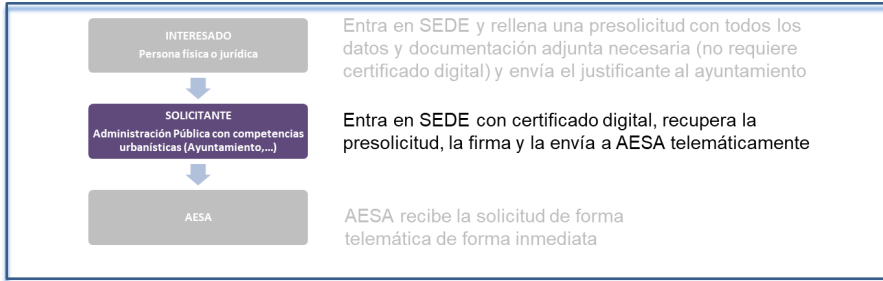 INTERESADO
Persona física o jurídica
Entra en SEDE y rellena una presolicitud con todos los
datos y documentación adjunta necesaria (no requiere
certificado digital) y envía el justificante al ayuntamiento
SOLICITANTE
Administración Pública con competencias
urbanísticas (Ayuntamiento,...)
Entra en SEDE con certificado digital, recupera la
presolicitud, la firma y la envía a AESA telemáticamente
AESA
AESA recibe la solicitud de forma
telemática de forma inmediata